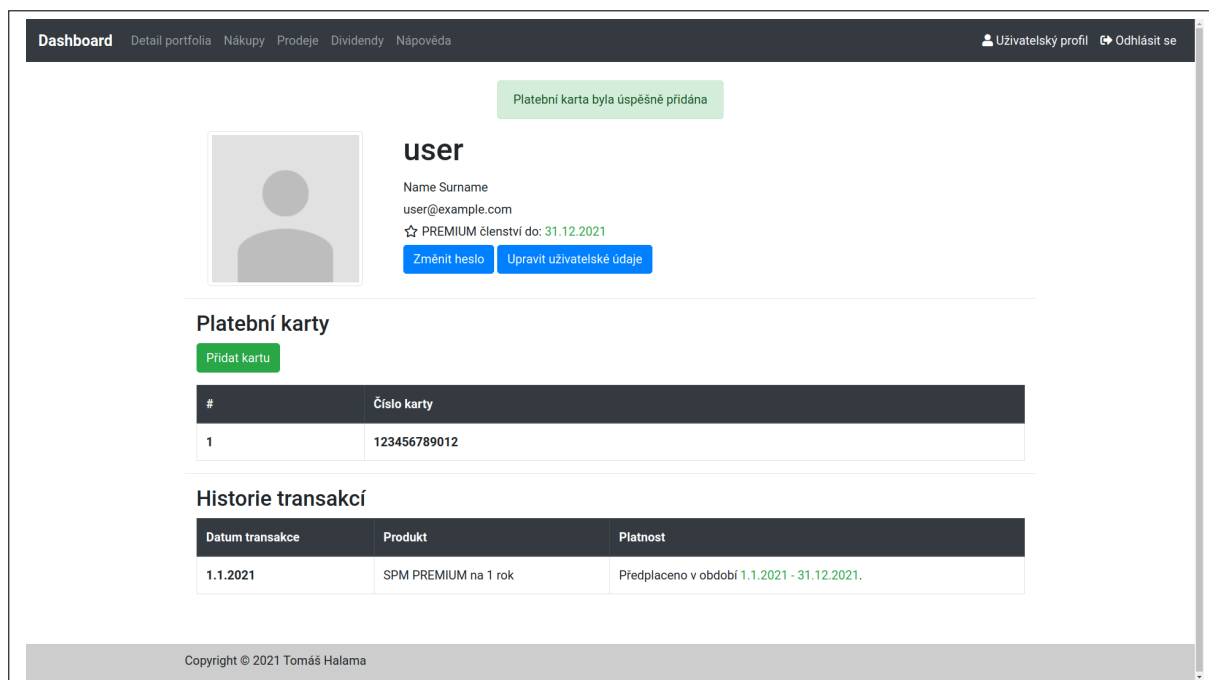 Dashboard Detail portfolia Nákupy Prodeje Dividendy Nápověda Uživatelský profil Odhlásit se
Platební karta byla úspěšně přidána
user
Name Surname
user@example.com
PREMIUM členství do: 31.12.2021
Změnit heslo Upravit uživatelské údaje
Platební karty
Přidat kartu
# Číslo karty
1 123456789012
Historie transakcí
Datum transakce Produkt Platnost
1.1.2021 SPM PREMIUM na 1 rok Předplaceno v období 1.1.2021 - 31.12.2021.
Copyright © 2021 Tomáš Halama